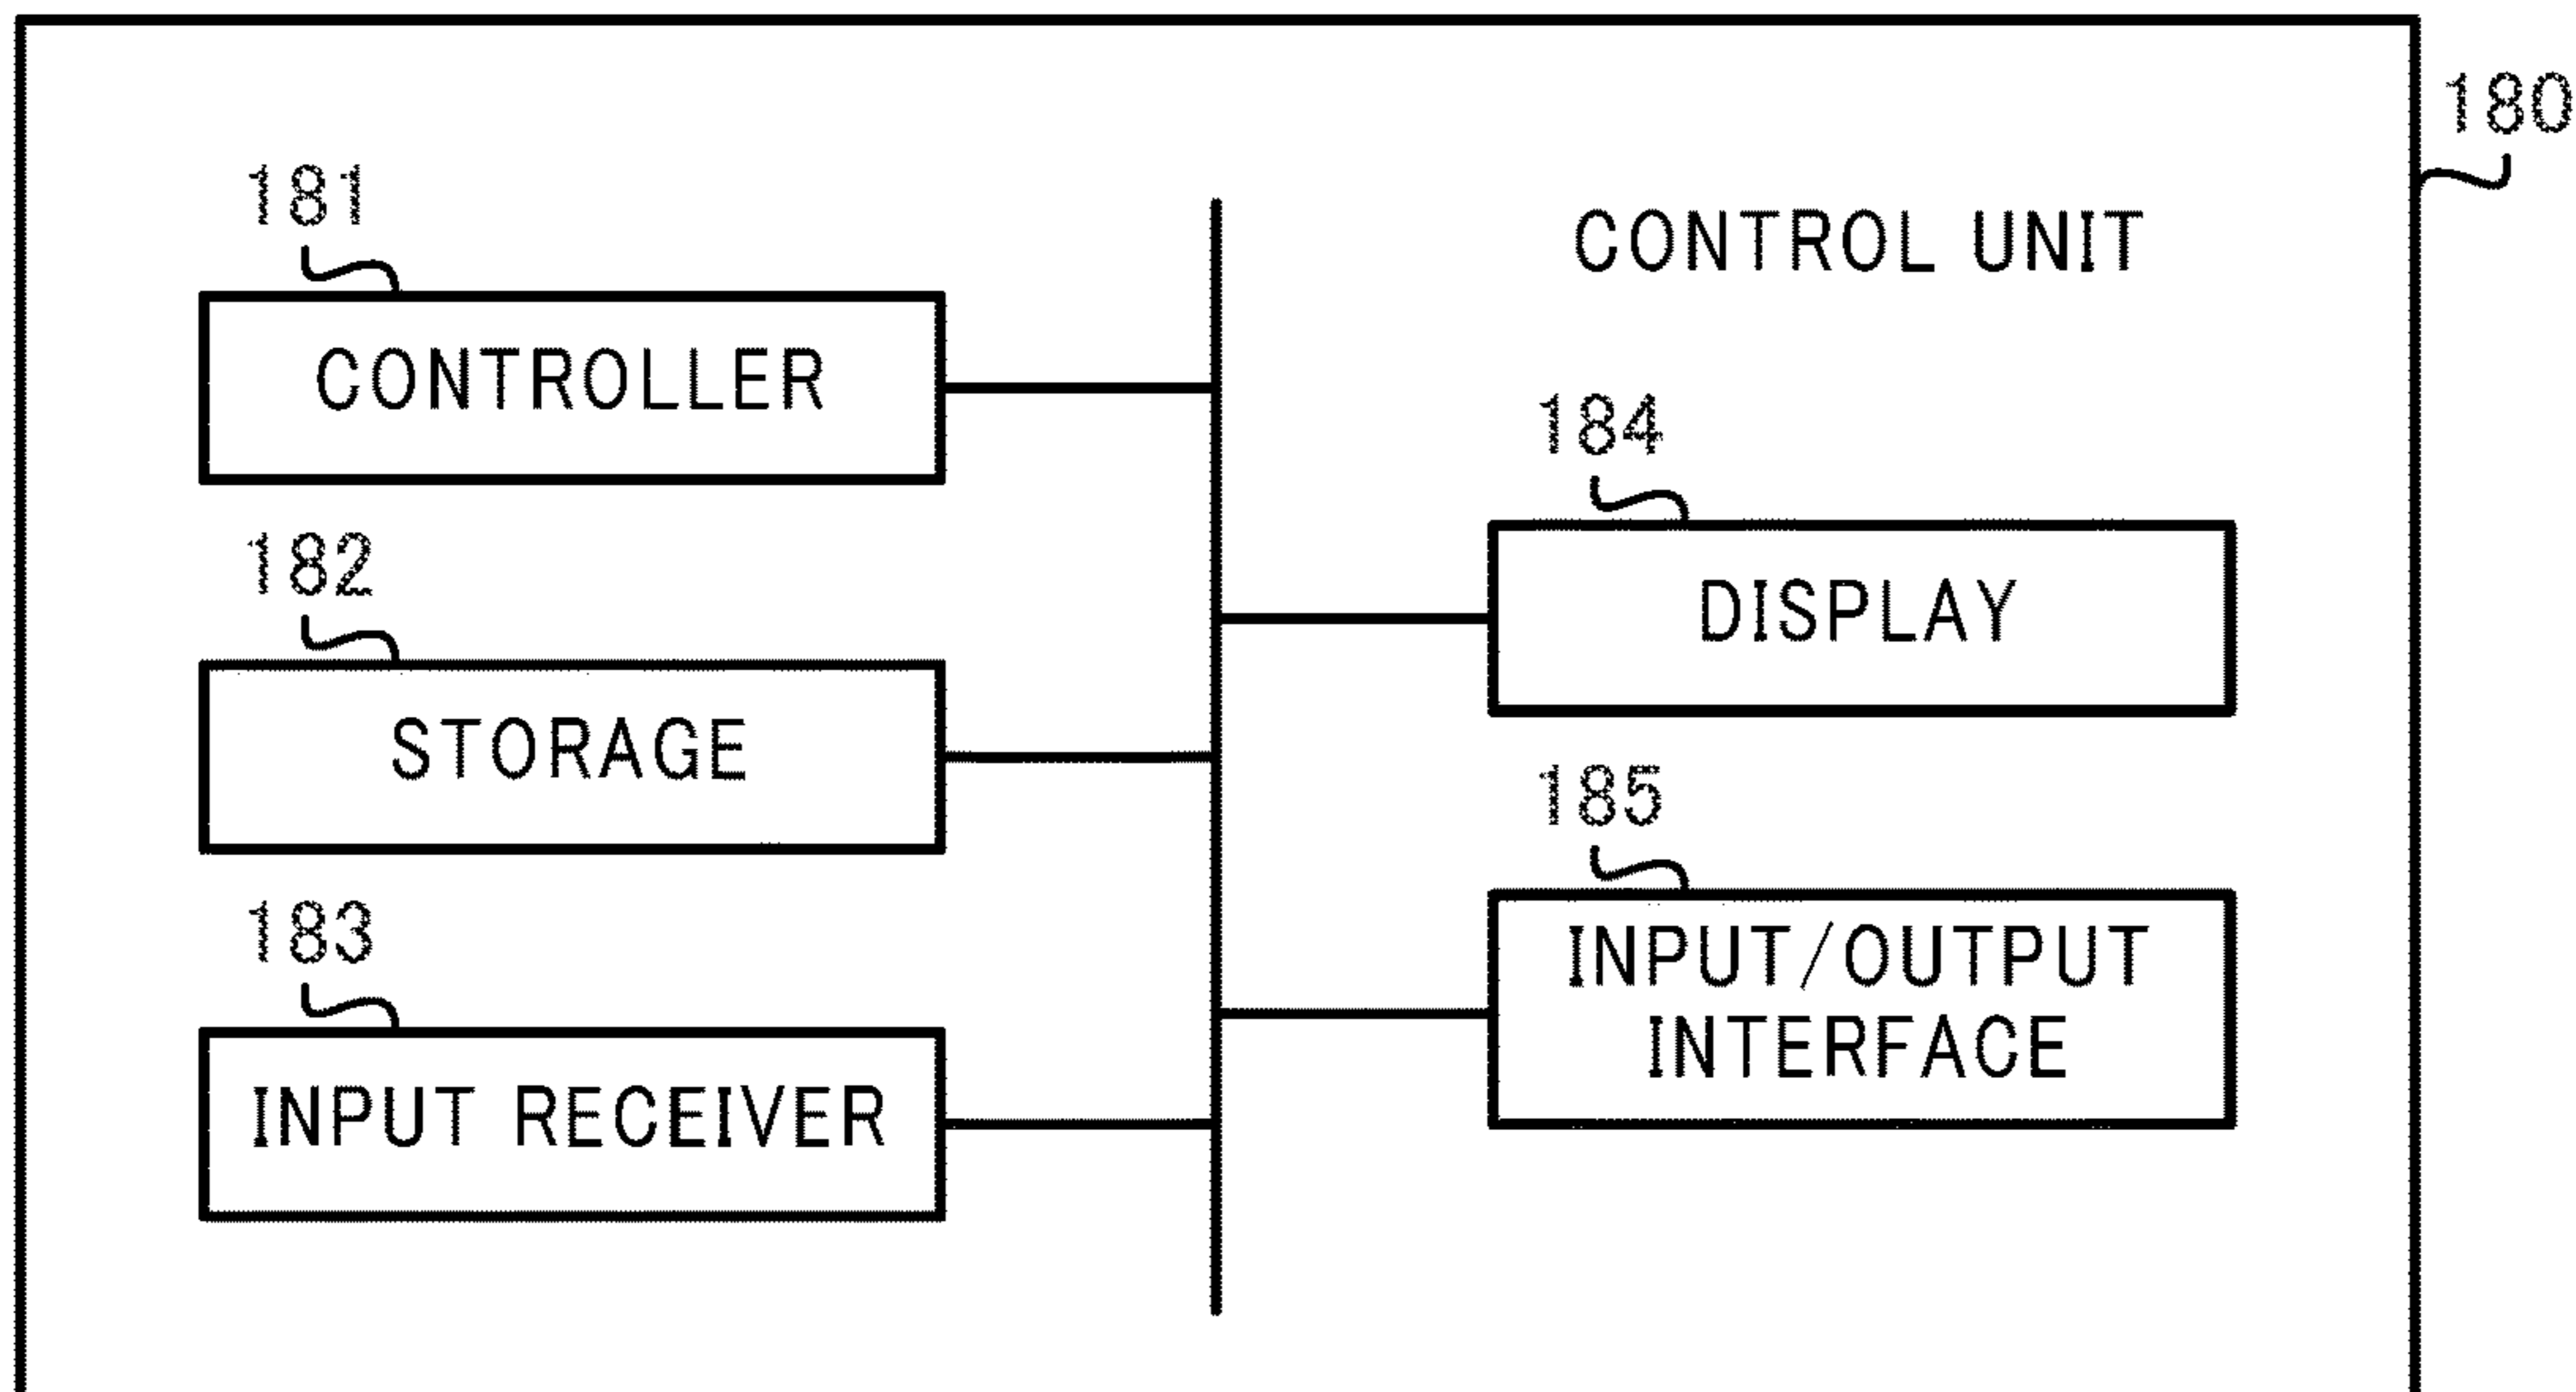 180
181
CONTROL UNIT
CONTROLLER
184
182
DISPLAY
STORAGE
185
183
INPUT/OUTPUT
INTERFACE
INPUT RECEIVER